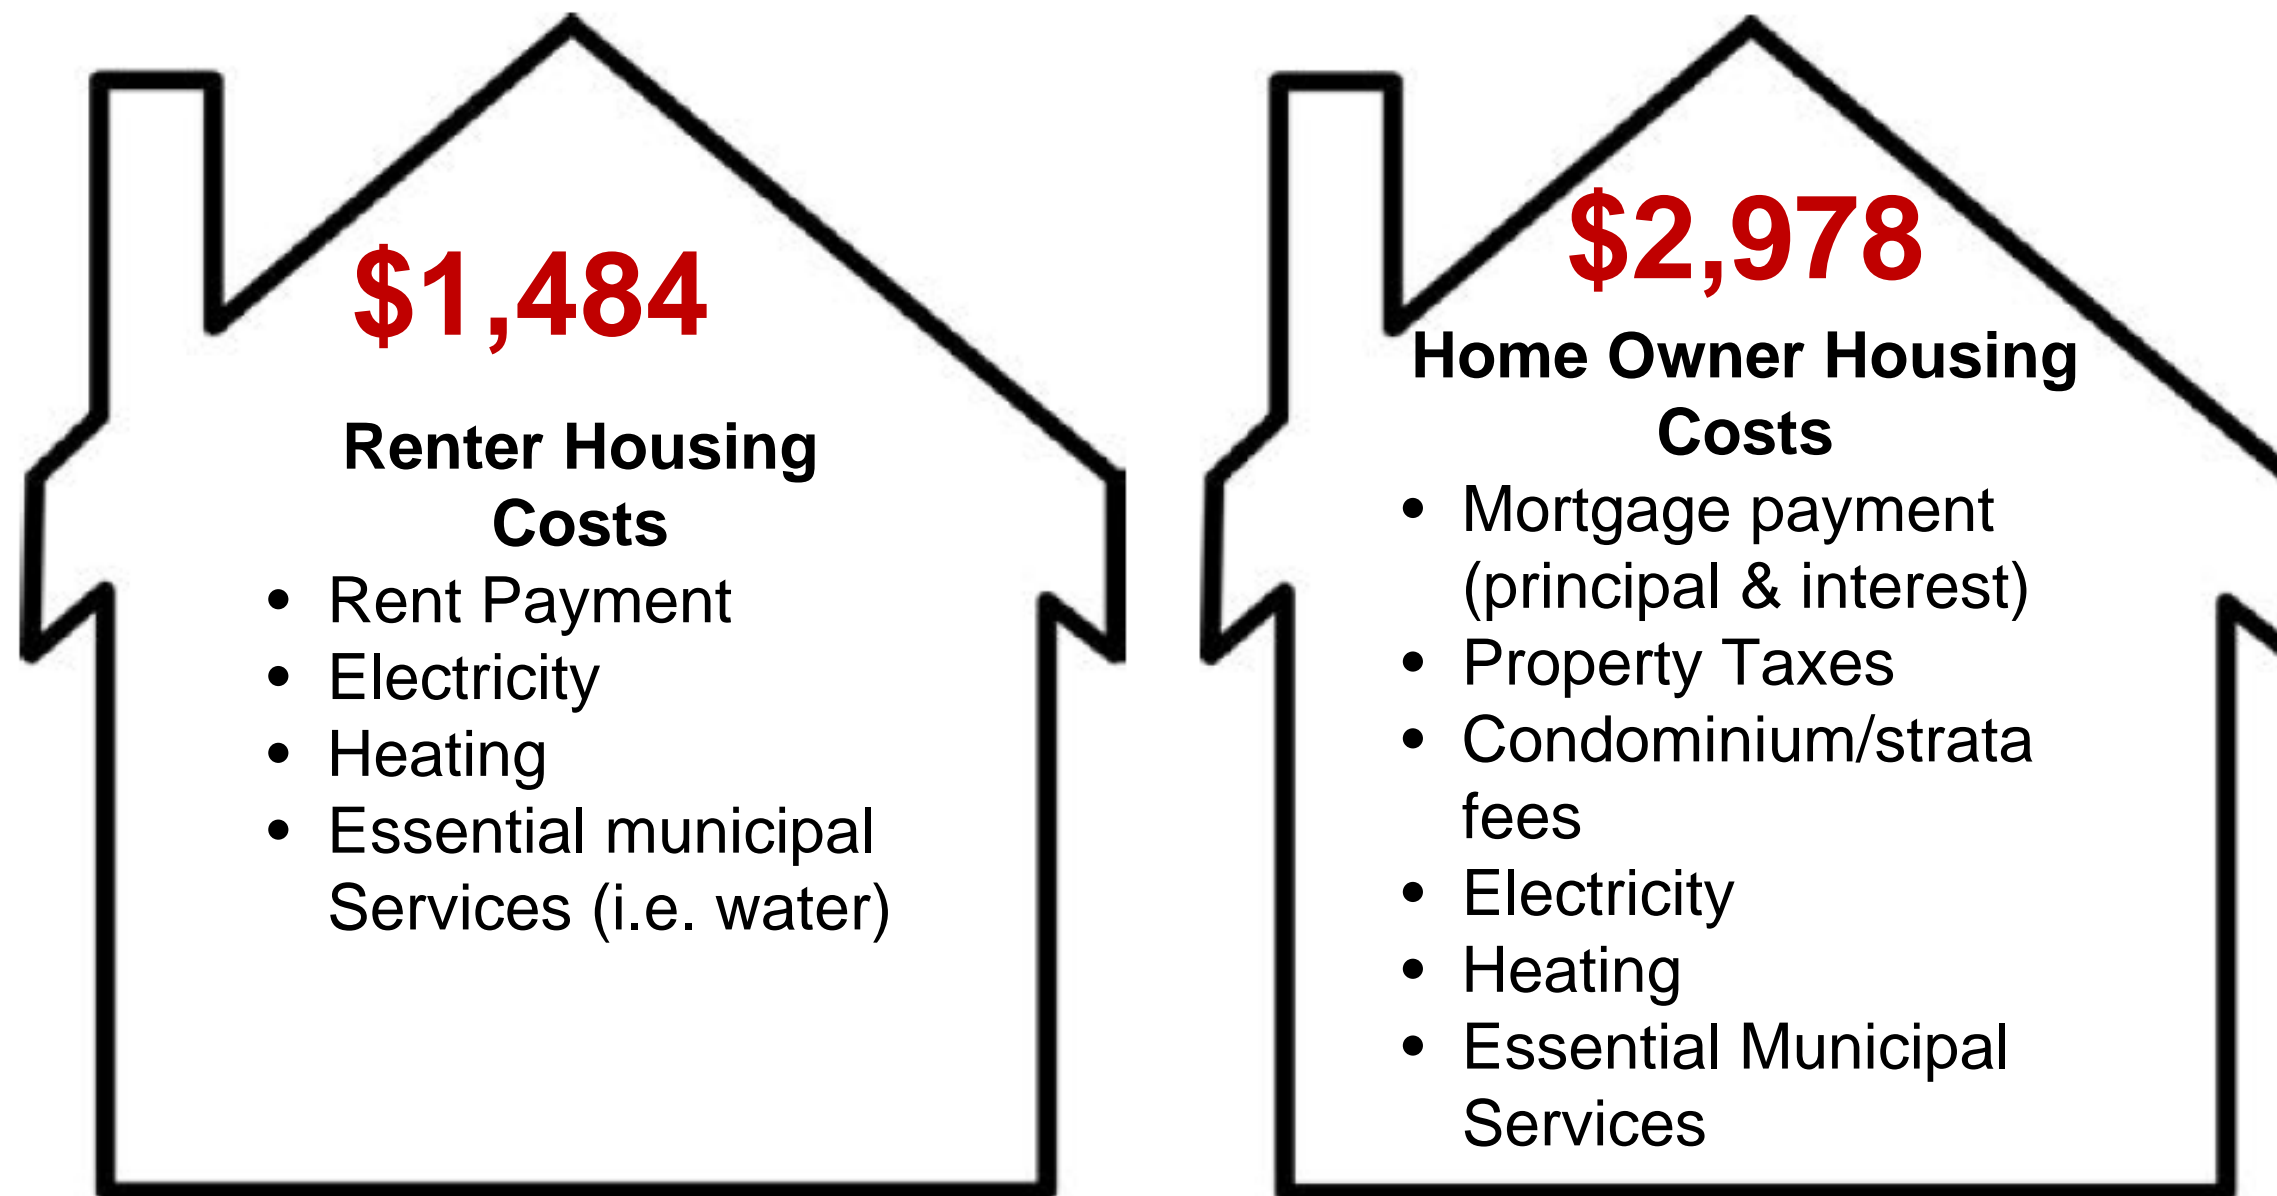 $1,484
Renter Housing
Costs
• Rent Payment
• Electricity
• Heating
• Essential municipal
Services (i.e. water)
$2,978
Home Owner Housing
Costs
• Mortgage payment
(principal & interest)
• Property Taxes
• Condominium/strata
fees
• Electricity
• Heating
• Essential Municipal
Services